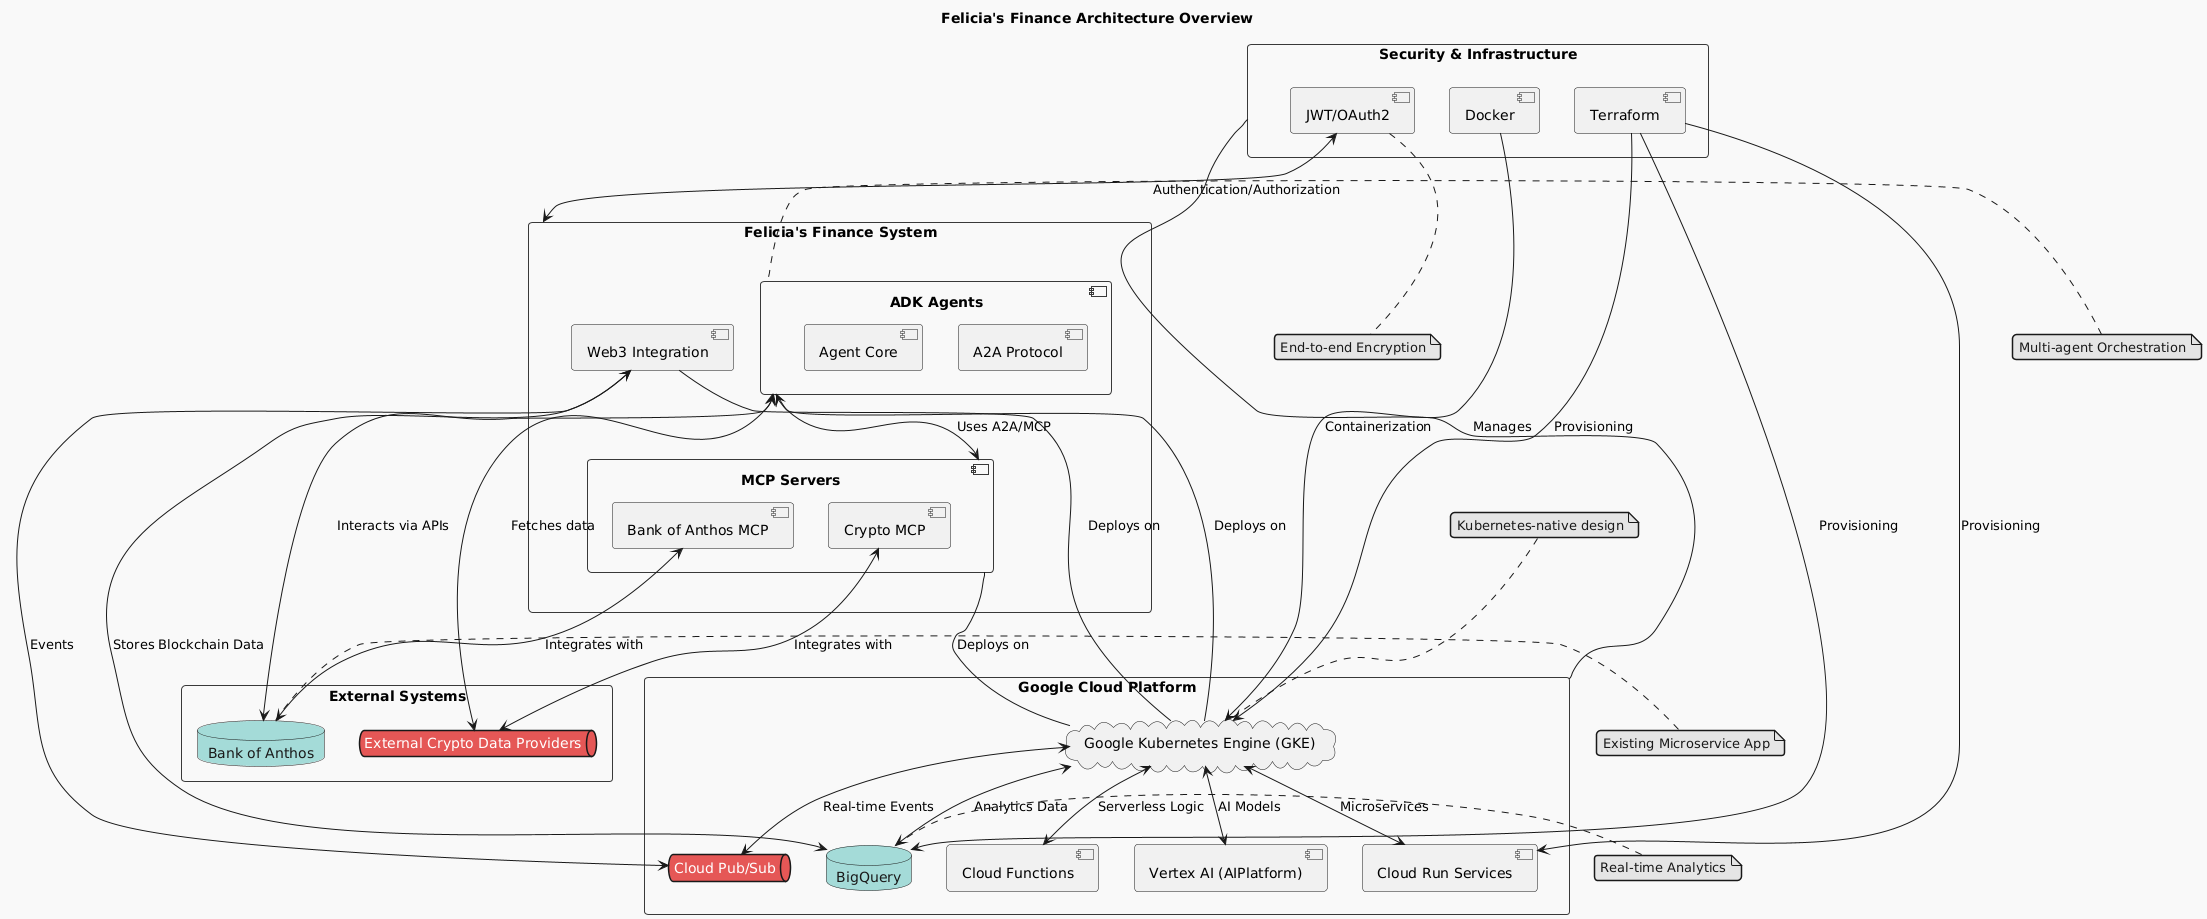 Felicia's Finance Architecture Overview
Security & Infrastructure
JWT/OAuth2
Docker
Terraform
Authentication/Authorization
Felicia's Finance System
ADK Agents
Web3 Integration
Agent Core
A2A Protocol
End-to-end Encryption
Multi-agent Orchestration
Uses A2A/MCP
Containerization
Manages
Provisioning
MCP Servers
Bank of Anthos MCP
Crypto MCP
Interacts via APIs
Fetches data
Deploys on
Deploys on
Kubernetes-native design
Provisioning
Provisioning
Events
Stores Blockchain Data
Integrates with
Integrates with
Deploys on
External Systems
Bank of Anthos
External Crypto Data Providers
Google Cloud Platform
Google Kubernetes Engine (GKE)
Existing Microservice App
Real-time Events
Analytics Data
Serverless Logic
AI Models
Microservices
Cloud Pub/Sub
BigQuery
Cloud Functions
Vertex AI (AIPlatform)
Cloud Run Services
Real-time Analytics